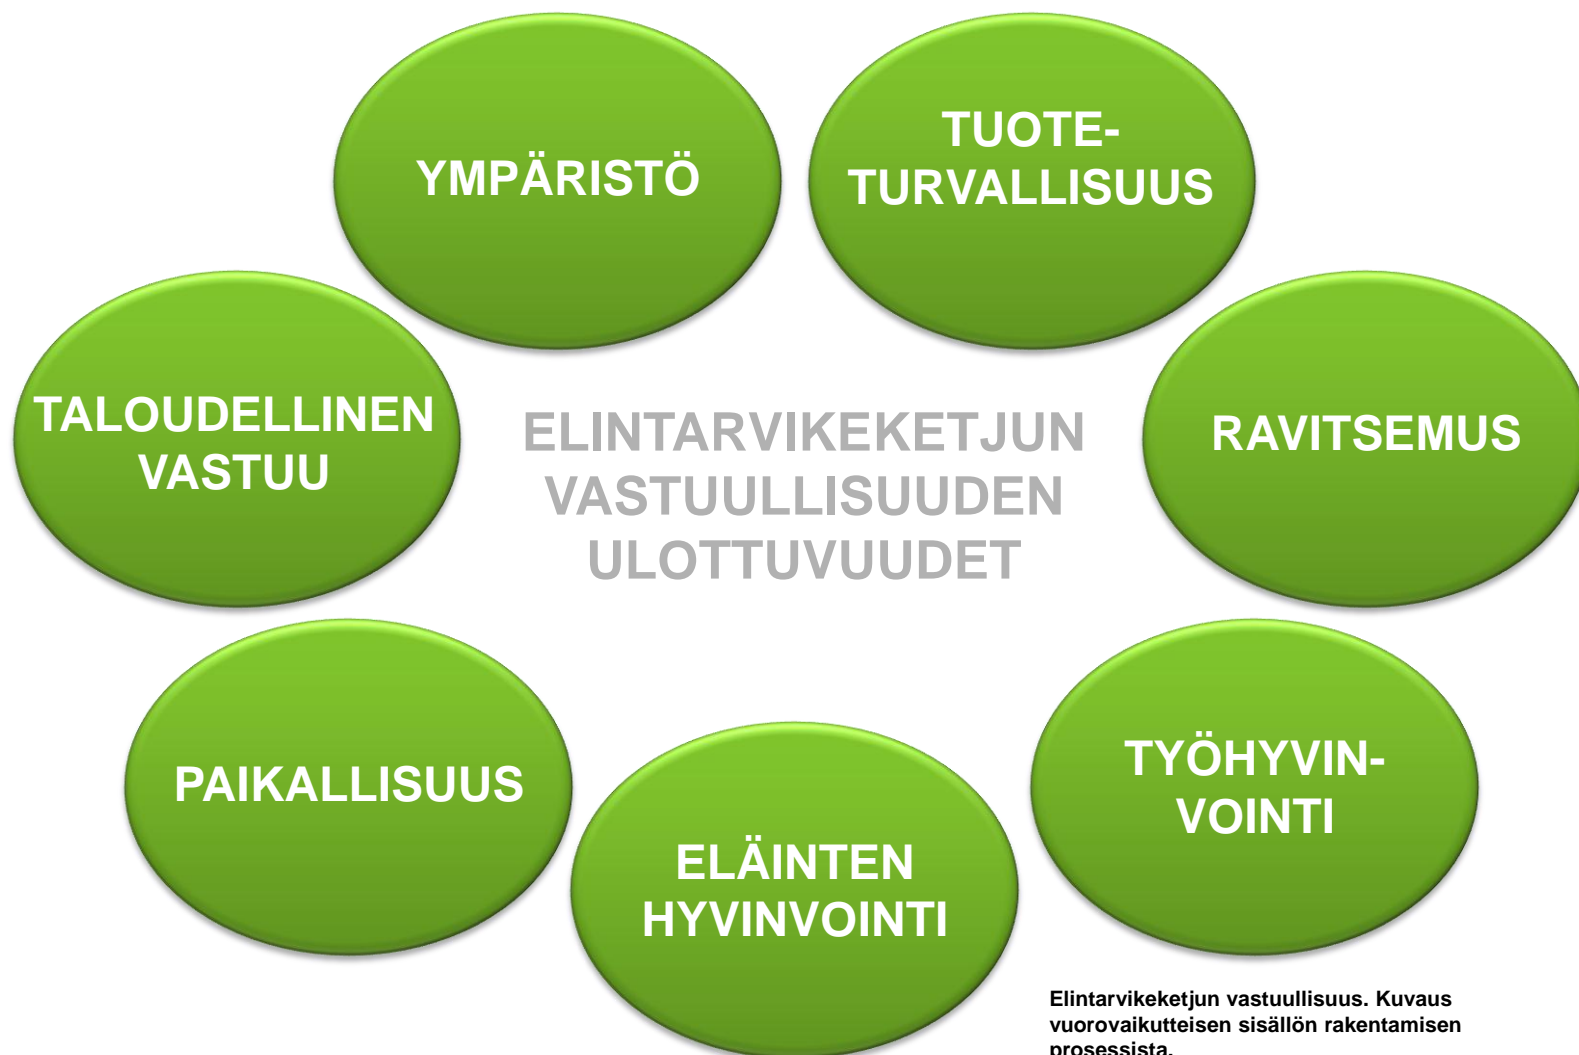 YMPÄRISTÖ
TUOTE-
TURVALLISUUS
TALOUDELLINEN
VASTUU
ELINTARVIKEKETJUN
VASTUULLISUUDEN
ULOTTUVUUDET
RAVITSEMUS
PAIKALLISUUS
ELÄINTEN
HYVINVOINTI
TYÖHYVIN-
VOINTI
Elintarvikeketjun vastuullisuus. Kuvaus
vuorovaikutteisen sisällön rakentamisen
prosessista.